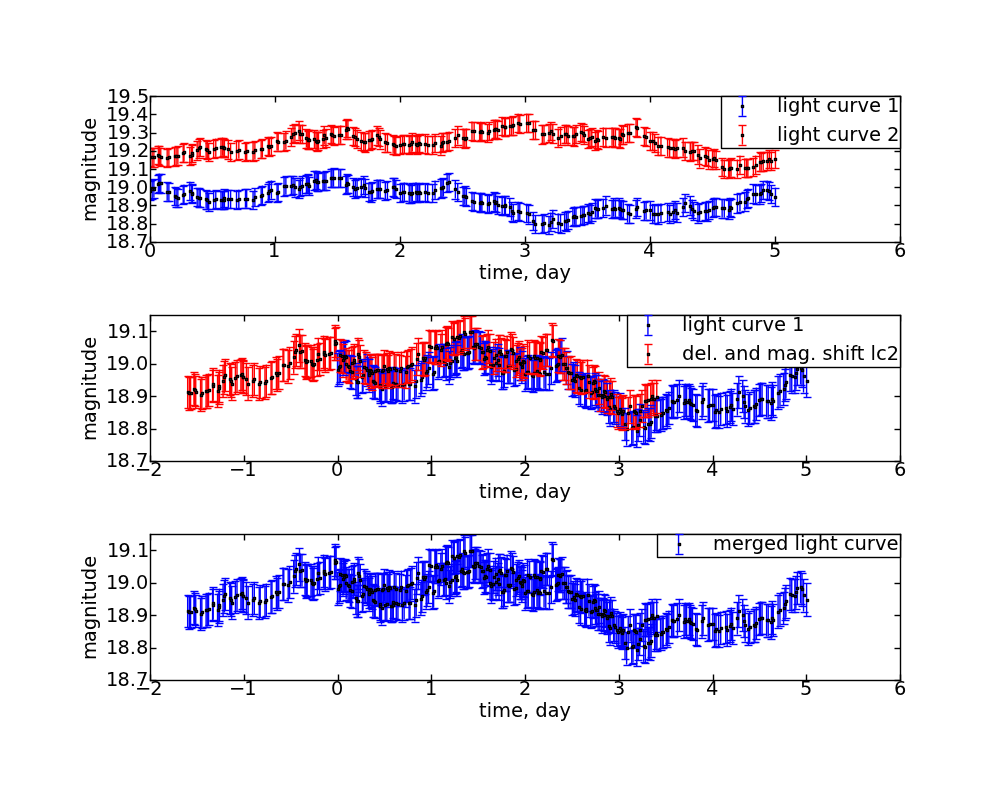 19.5
19.4
19.3
19.2
19.1
19.0
18.9
18.8
18.7
magnitude
light curve 1
light curve 2
0 1 2 3 4 5 6
time, day
19.1
19.0
18.9
18.8
18.7
magnitude
light curve 1
del. and mag. shift lc2
−2 −1 0 1 2 3 4 5 6
time, day
19.1
19.0
18.9
18.8
18.7
magnitude
merged light curve
−2 −1 0 1 2 3 4 5 6
time, day